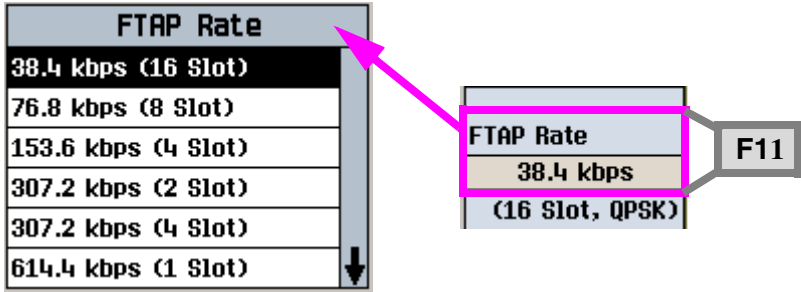 FTAP Rate
38.4 kbps (16 Slot)
76.8 kbps (8 Slot)
153.6 kbps (4 Slot)
307.2 kbps (2 Slot)
307.2 kbps (4 Slot)
614.4 kbps (1 Slot)
FTAP Rate
38.4 kbps
(16 Slot, QPSK)
F11